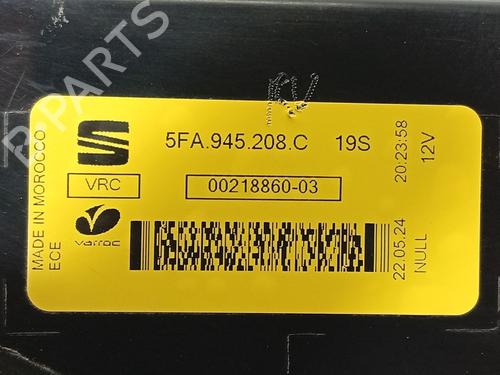 B-PARTS
KV
5FA.945.208.C 19S
VRC 00218860-03
varroc
MADE IN MOROCCO
ECE
20:23:58
12V
22.05.24
NULL